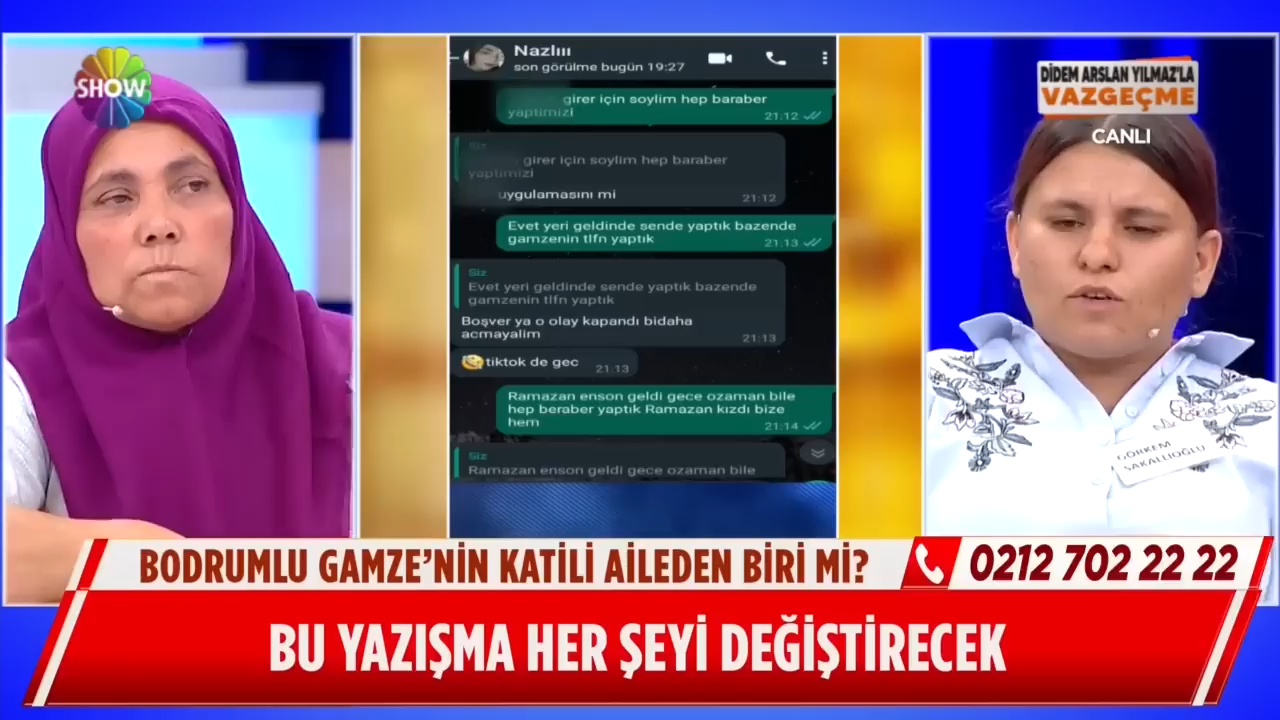 SHOW
DİDEM ARSLAN YILMAZ'LA
VAZGEÇME
CANLI
Nazlııı
son görülme bugün 19:27
girer için soylim hep baraber
yaptimizi
21:12
Siz
girer için soylim hep baraber
yaptimizi
uygulamasını mi
21:12
Evet yeri geldinde sende yaptık bazende
gamzenin tlfn yaptık
21:13
Siz
Evet yeri geldinde sende yaptık bazende
gamzenin tlfn yaptık
Boşver ya o olay kapandı bidaha
acmayalim
21:13
tiktok de gec
21:13
Ramazan enson geldi gece ozaman bile
hep beraber yaptik Ramazan kızdı bize
hem
21:14
Siz
Ramazan enson geldi gece ozaman bile
GÖRKEM
SAKALLIOĞLU
BODRUMLU GAMZE'NİN KATİLİ AİLEDEN BİRİ Mİ?
0212 702 22 22
BU YAZIŞMA HER ŞEYİ DEĞİŞTİRECEK